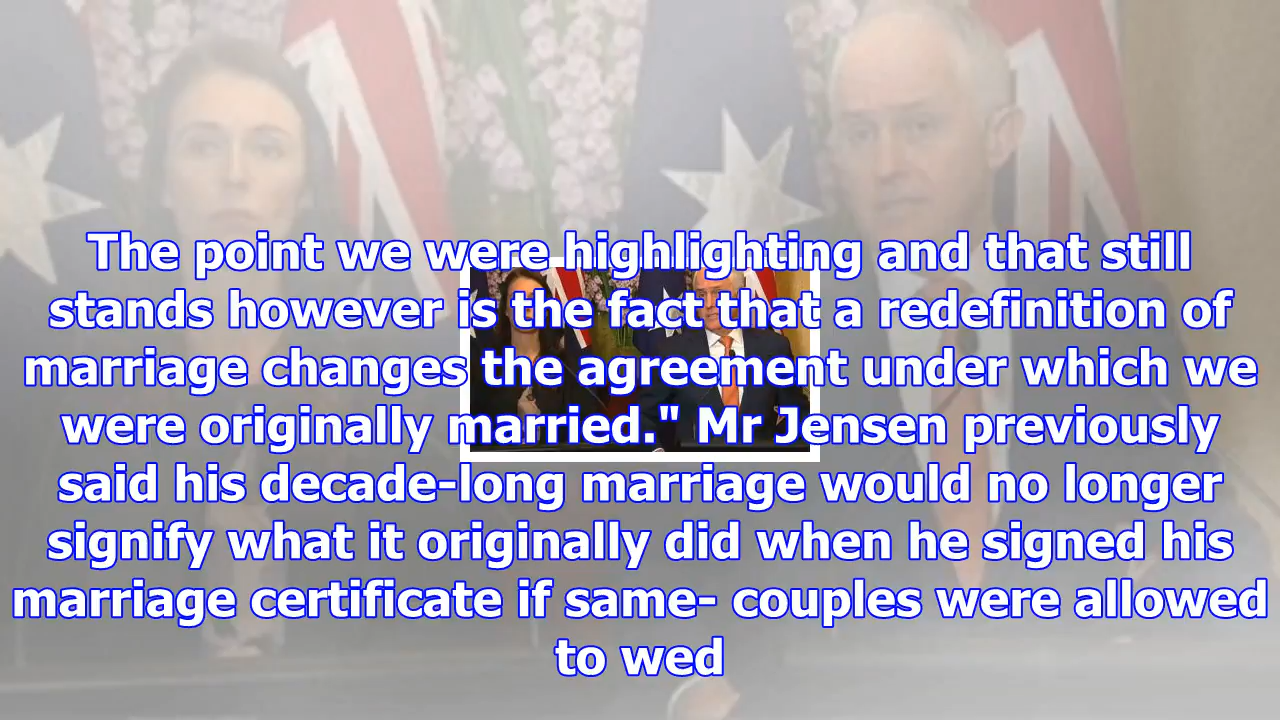 The point we were highlighting and that still
stands however is the fact that a redefinition of
marriage changes the agreement under which we
were originally married." Mr Jensen previously
said his decade-long marriage would no longer
signify what it originally did when he signed his
marriage certificate if same- couples were allowed
to wed